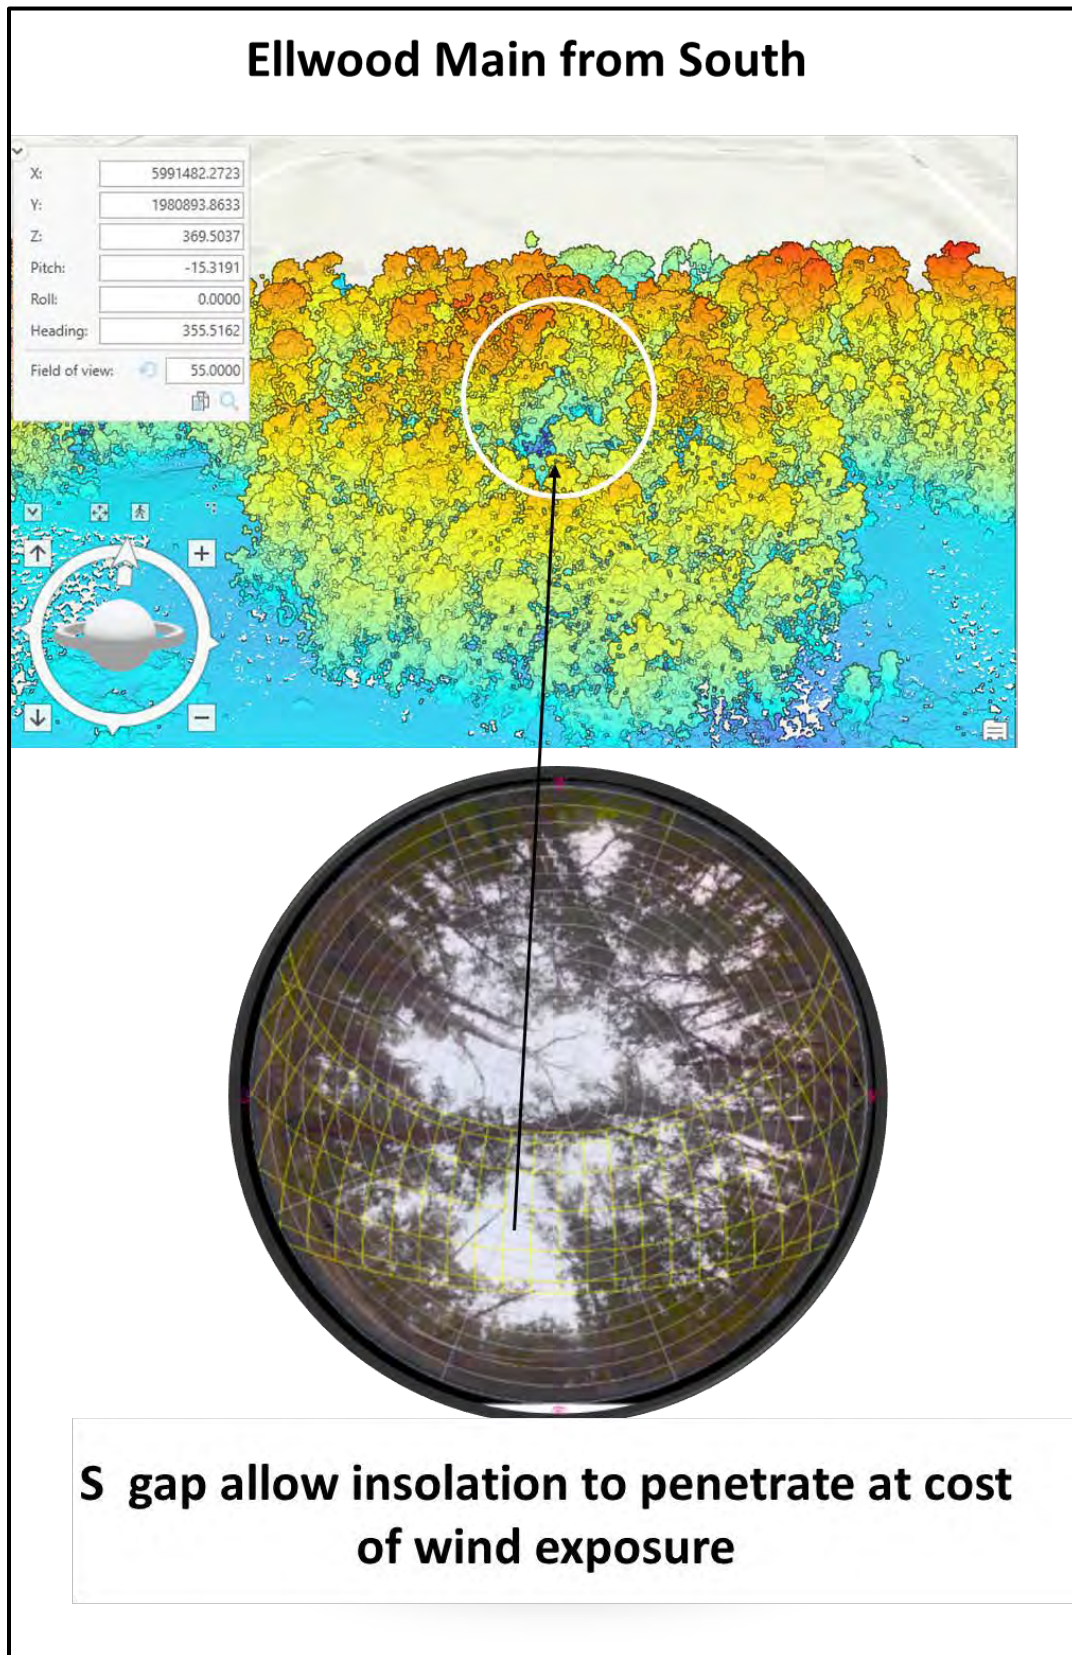 Ellwood Main from South
X: 5991482.2723
Y: 1980893.8633
Z: 369.5037
Pitch: -15.3191
Roll: 0.0000
Heading: 355.5162
Field of view: 55.0000
S gap allow insolation to penetrate at cost
of wind exposure